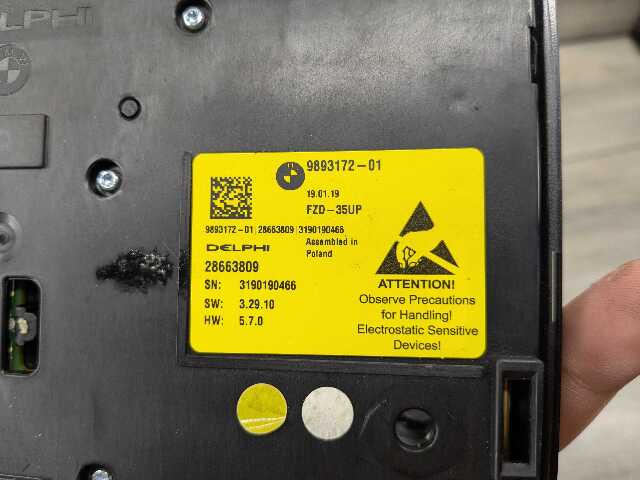 DELPHI
9893172-01
19.01.19
FZD-35UP
9893172-01 28663809 3190190466
DELPHI
Assembled in
Poland
28663809
SN: 3190190466
SW: 3.29.10
HW: 5.7.0
ATTENTION!
Observe Precautions
for Handling!
Electrostatic Sensitive
Devices!